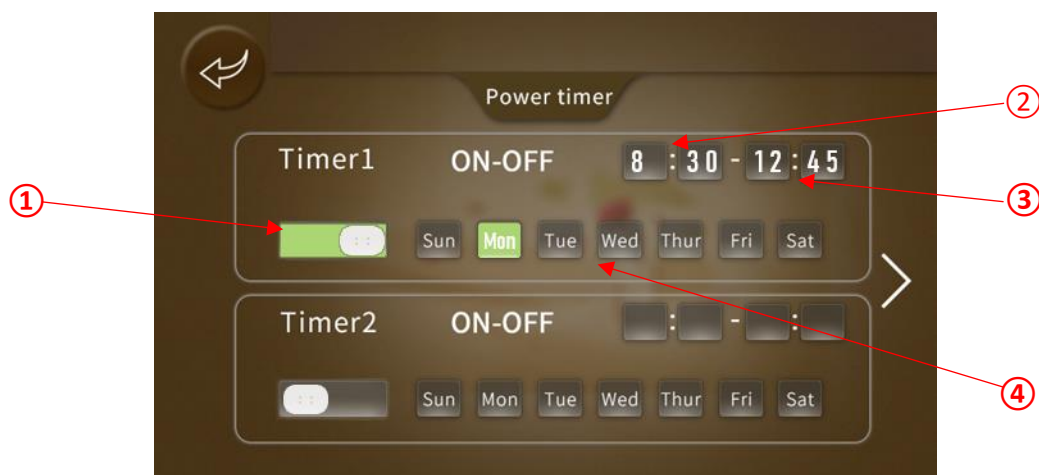 Power timer
②
Timer1 ON-OFF 8 : 30 - 12 : 45
③
①
Sun Mon Tue Wed Thur Fri Sat
Timer2 ON-OFF : - :
④
Sun Mon Tue Wed Thur Fri Sat